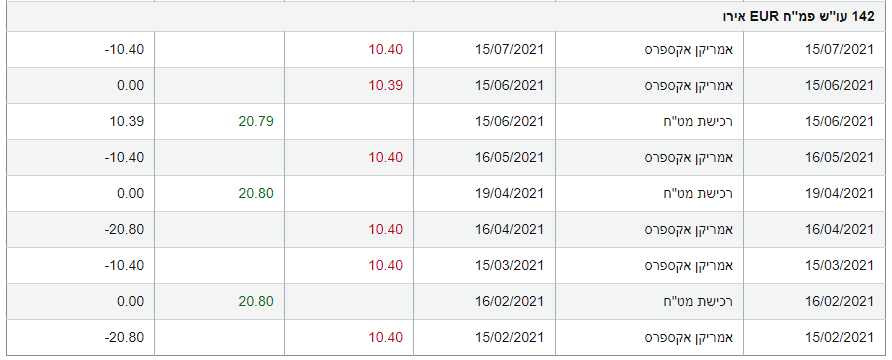 142 עו"ש פמ"ח EUR אירו
15/07/2021 אמריקן אקספרס 15/07/2021 10.40 -10.40
15/06/2021 אמריקן אקספרס 15/06/2021 10.39 0.00
15/06/2021 רכישת מט"ח 15/06/2021 20.79 10.39
16/05/2021 אמריקן אקספרס 16/05/2021 10.40 -10.40
19/04/2021 רכישת מט"ח 19/04/2021 20.80 0.00
16/04/2021 אמריקן אקספרס 16/04/2021 10.40 -20.80
15/03/2021 אמריקן אקספרס 15/03/2021 10.40 -10.40
16/02/2021 רכישת מט"ח 16/02/2021 20.80 0.00
15/02/2021 אמריקן אקספרס 15/02/2021 10.40 -20.80